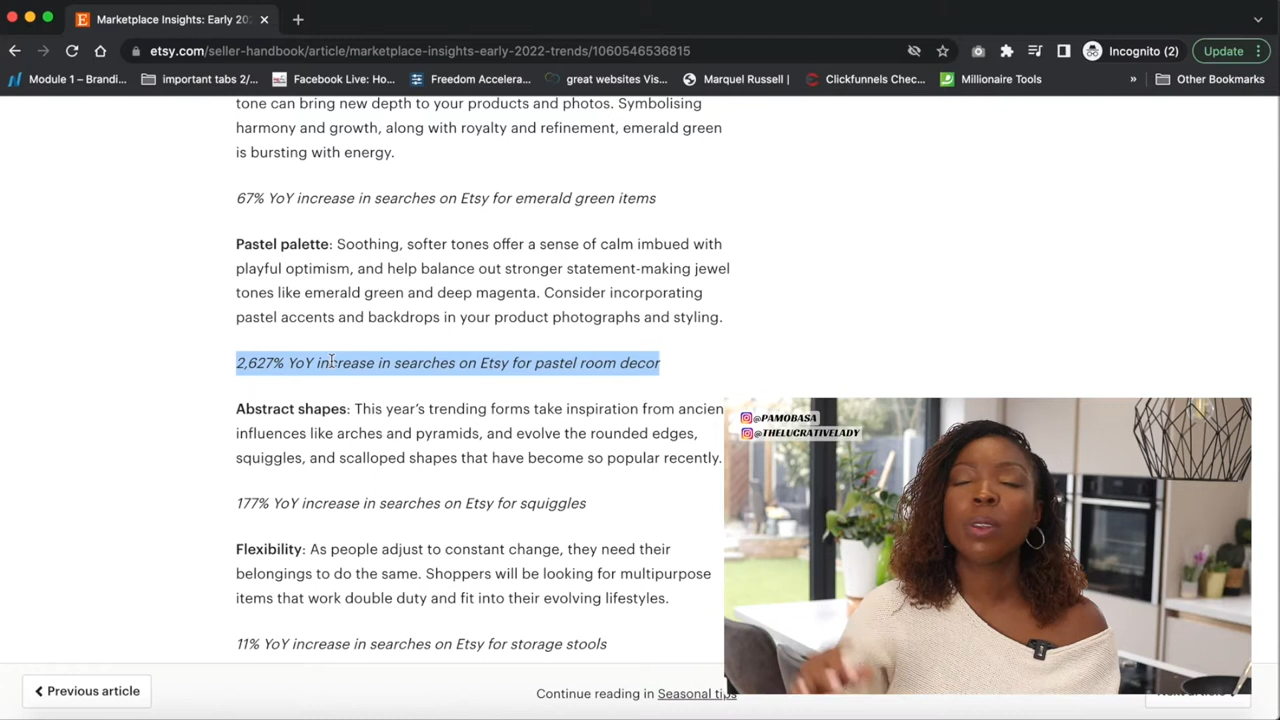 Marketplace Insights: Early 202
etsy.com/seller-handbook/article/marketplace-insights-early-2022-trends/1060546536815
Incognito (2)
Update
Module 1 – Brandi...
important tabs 2/...
Facebook Live: Ho...
Freedom Accelera...
great websites Vis...
Marquel Russell |
Clickfunnels Chec...
Millionaire Tools
»
Other Bookmarks
tone can bring new depth to your products and photos. Symbolising
harmony and growth, along with royalty and refinement, emerald green
is bursting with energy.
67% YoY increase in searches on Etsy for emerald green items
Pastel palette: Soothing, softer tones offer a sense of calm imbued with
playful optimism, and help balance out stronger statement-making jewel
tones like emerald green and deep magenta. Consider incorporating
pastel accents and backdrops in your product photographs and styling.
2,627% YoY increase in searches on Etsy for pastel room decor
Abstract shapes: This year's trending forms take inspiration from ancien
influences like arches and pyramids, and evolve the rounded edges,
squiggles, and scalloped shapes that have become so popular recently.
177% YoY increase in searches on Etsy for squiggles
Flexibility: As people adjust to constant change, they need their
belongings to do the same. Shoppers will be looking for multipurpose
items that work double duty and fit into their evolving lifestyles.
11% YoY increase in searches on Etsy for storage stools
@PAMOBASA
@THELUCRATIVELADY
Previous article
Continue reading in Seasonal tips
Next article